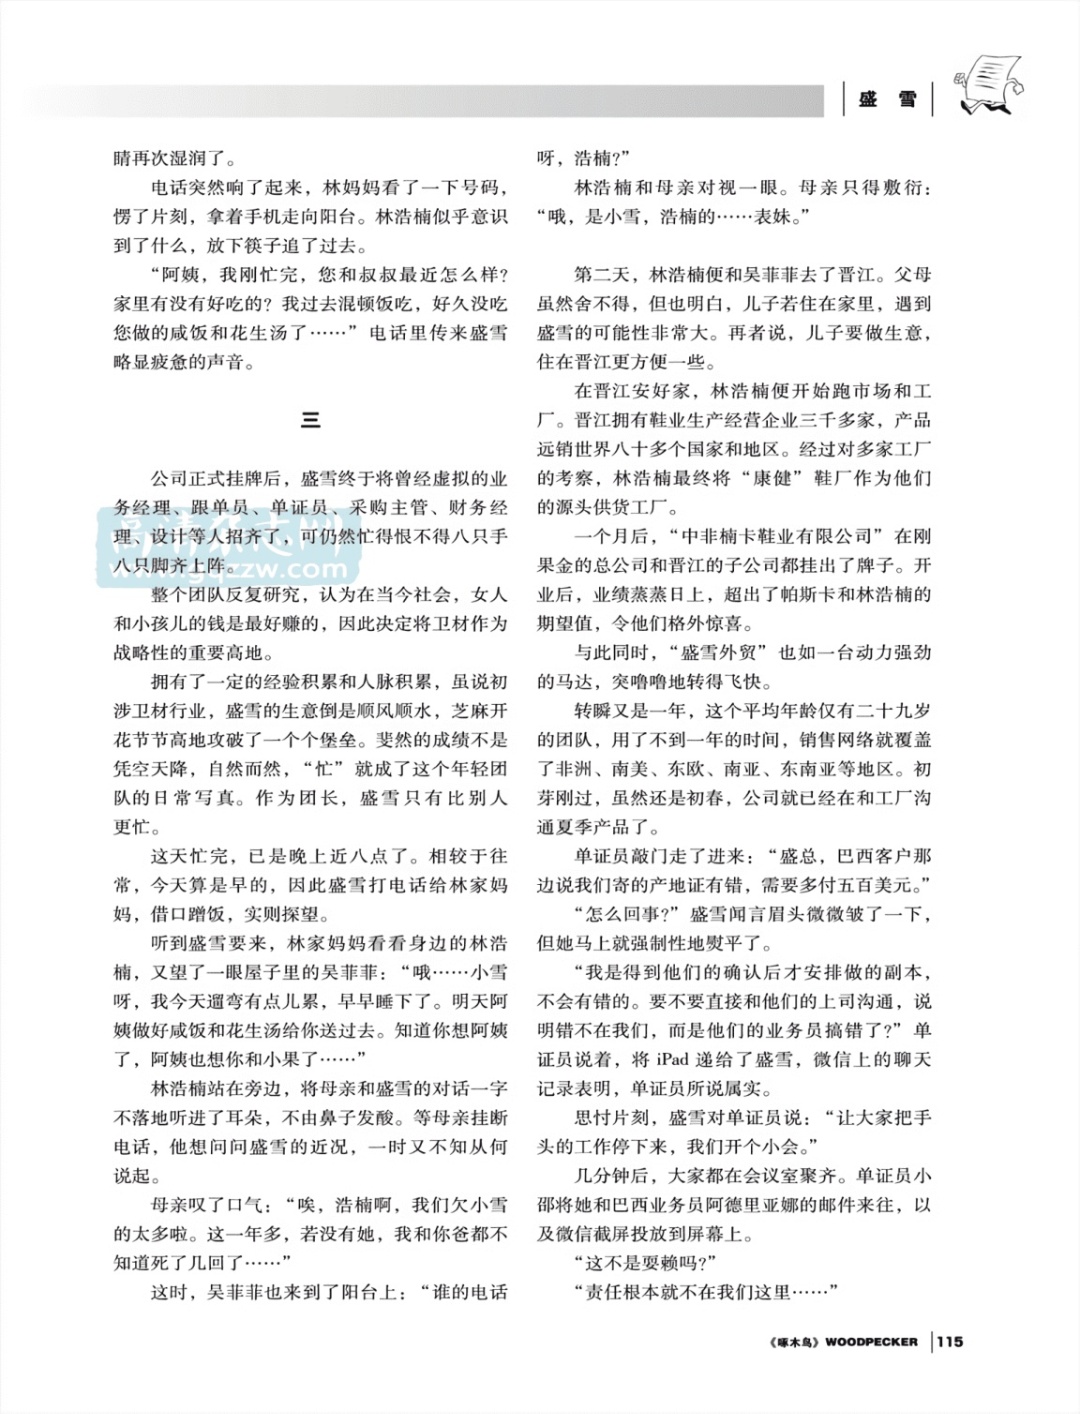 盛 雪
睛再次湿润了。
电话突然响了起来，林妈妈看了一下号码，
愣了片刻，拿着手机走向阳台。林浩楠似乎意识
到了什么，放下筷子追了过去。
“阿姨，我刚忙完，您和叔叔最近怎么样？
家里有没有好吃的？我过去混顿饭吃，好久没吃
您做的咸饭和花生汤了……”电话里传来盛雪
略显疲惫的声音。
三
公司正式挂牌后，盛雪终于将曾经虚拟的业
务经理、跟单员、单证员、采购主管、财务经
理、设计等人招齐了，可仍然忙得恨不得八只手
八只脚齐上阵。
整个团队反复研究，认为在当今社会，女人
和小孩儿的钱是最好赚的，因此决定将卫材作为
战略性的重要高地。
拥有了一定的经验积累和人脉积累，虽说初
涉卫材行业，盛雪的生意倒是顺风顺水，芝麻开
花节节高地攻破了一个个堡垒。斐然的成绩不是
凭空天降，自然而然，“忙”就成了这个年轻团
队的日常写真。作为团长，盛雪只有比别人
更忙。
这天忙完，已是晚上近八点了。相较于往
常，今天算是早的，因此盛雪打电话给林家妈
妈，借口蹭饭，实则探望。
听到盛雪要来，林家妈妈看看身边的林浩
楠，又望了一眼屋子里的吴菲菲：“哦……小雪
呀，我今天遛弯有点儿累，早早睡下了。明天阿
姨做好咸饭和花生汤给你送过去。知道你想阿姨
了，阿姨也想你和小果了……”
林浩楠站在旁边，将母亲和盛雪的对话一字
不落地听进了耳朵，不由鼻子发酸。等母亲挂断
电话，他想问问盛雪的近况，一时又不知从何
说起。
母亲叹了口气：“唉，浩楠啊，我们欠小雪
的太多啦。这一年多，若没有她，我和你爸都不
知道死了几回了……”
这时，吴菲菲也来到了阳台上：“谁的电话
呀，浩楠？”
林浩楠和母亲对视一眼。母亲只得敷衍：
“哦，是小雪，浩楠的……表妹。”
第二天，林浩楠便和吴菲菲去了晋江。父母
虽然舍不得，但也明白，儿子若住在家里，遇到
盛雪的可能性非常大。再者说，儿子要做生意，
住在晋江更方便一些。
在晋江安好家，林浩楠便开始跑市场和工
厂。晋江拥有鞋业生产经营企业三千多家，产品
远销世界八十多个国家和地区。经过对多家工厂
的考察，林浩楠最终将“康健”鞋厂作为他们
的源头供货工厂。
一个月后，“中非楠卡鞋业有限公司”在刚
果金的总公司和晋江的子公司都挂出了牌子。开
业后，业绩蒸蒸日上，超出了帕斯卡和林浩楠的
期望值，令他们格外惊喜。
与此同时，“盛雪外贸”也如一台动力强劲
的马达，突噜噜地转得飞快。
转瞬又是一年，这个平均年龄仅有二十九岁
的团队，用了不到一年的时间，销售网络就覆盖
了非洲、南美、东欧、南亚、东南亚等地区。初
芽刚过，虽然还是初春，公司就已经在和工厂沟
通夏季产品了。
单证员敲门走了进来：“盛总，巴西客户那
边说我们寄的产地证有错，需要多付五百美元。”
“怎么回事？”盛雪闻言眉头微微皱了一下，
但她马上就强制性地熨平了。
“我是得到他们的确认后才安排做的副本，
不会有错的。要不要直接和他们的上司沟通，说
明错不在我们，而是他们的业务员搞错了？”单
证员说着，将 iPad 递给了盛雪，微信上的聊天
记录表明，单证员所说属实。
思忖片刻，盛雪对单证员说：“让大家把手
头的工作停下来，我们开个小会。”
几分钟后，大家都在会议室聚齐。单证员小
邵将她和巴西业务员阿德里亚娜的邮件来往，以
及微信截屏投放到屏幕上。
“这不是耍赖吗？”
“责任根本就不在我们这里……”
高清杂志网
www.gqzzw.com
《啄木鸟》WOODPECKER 115